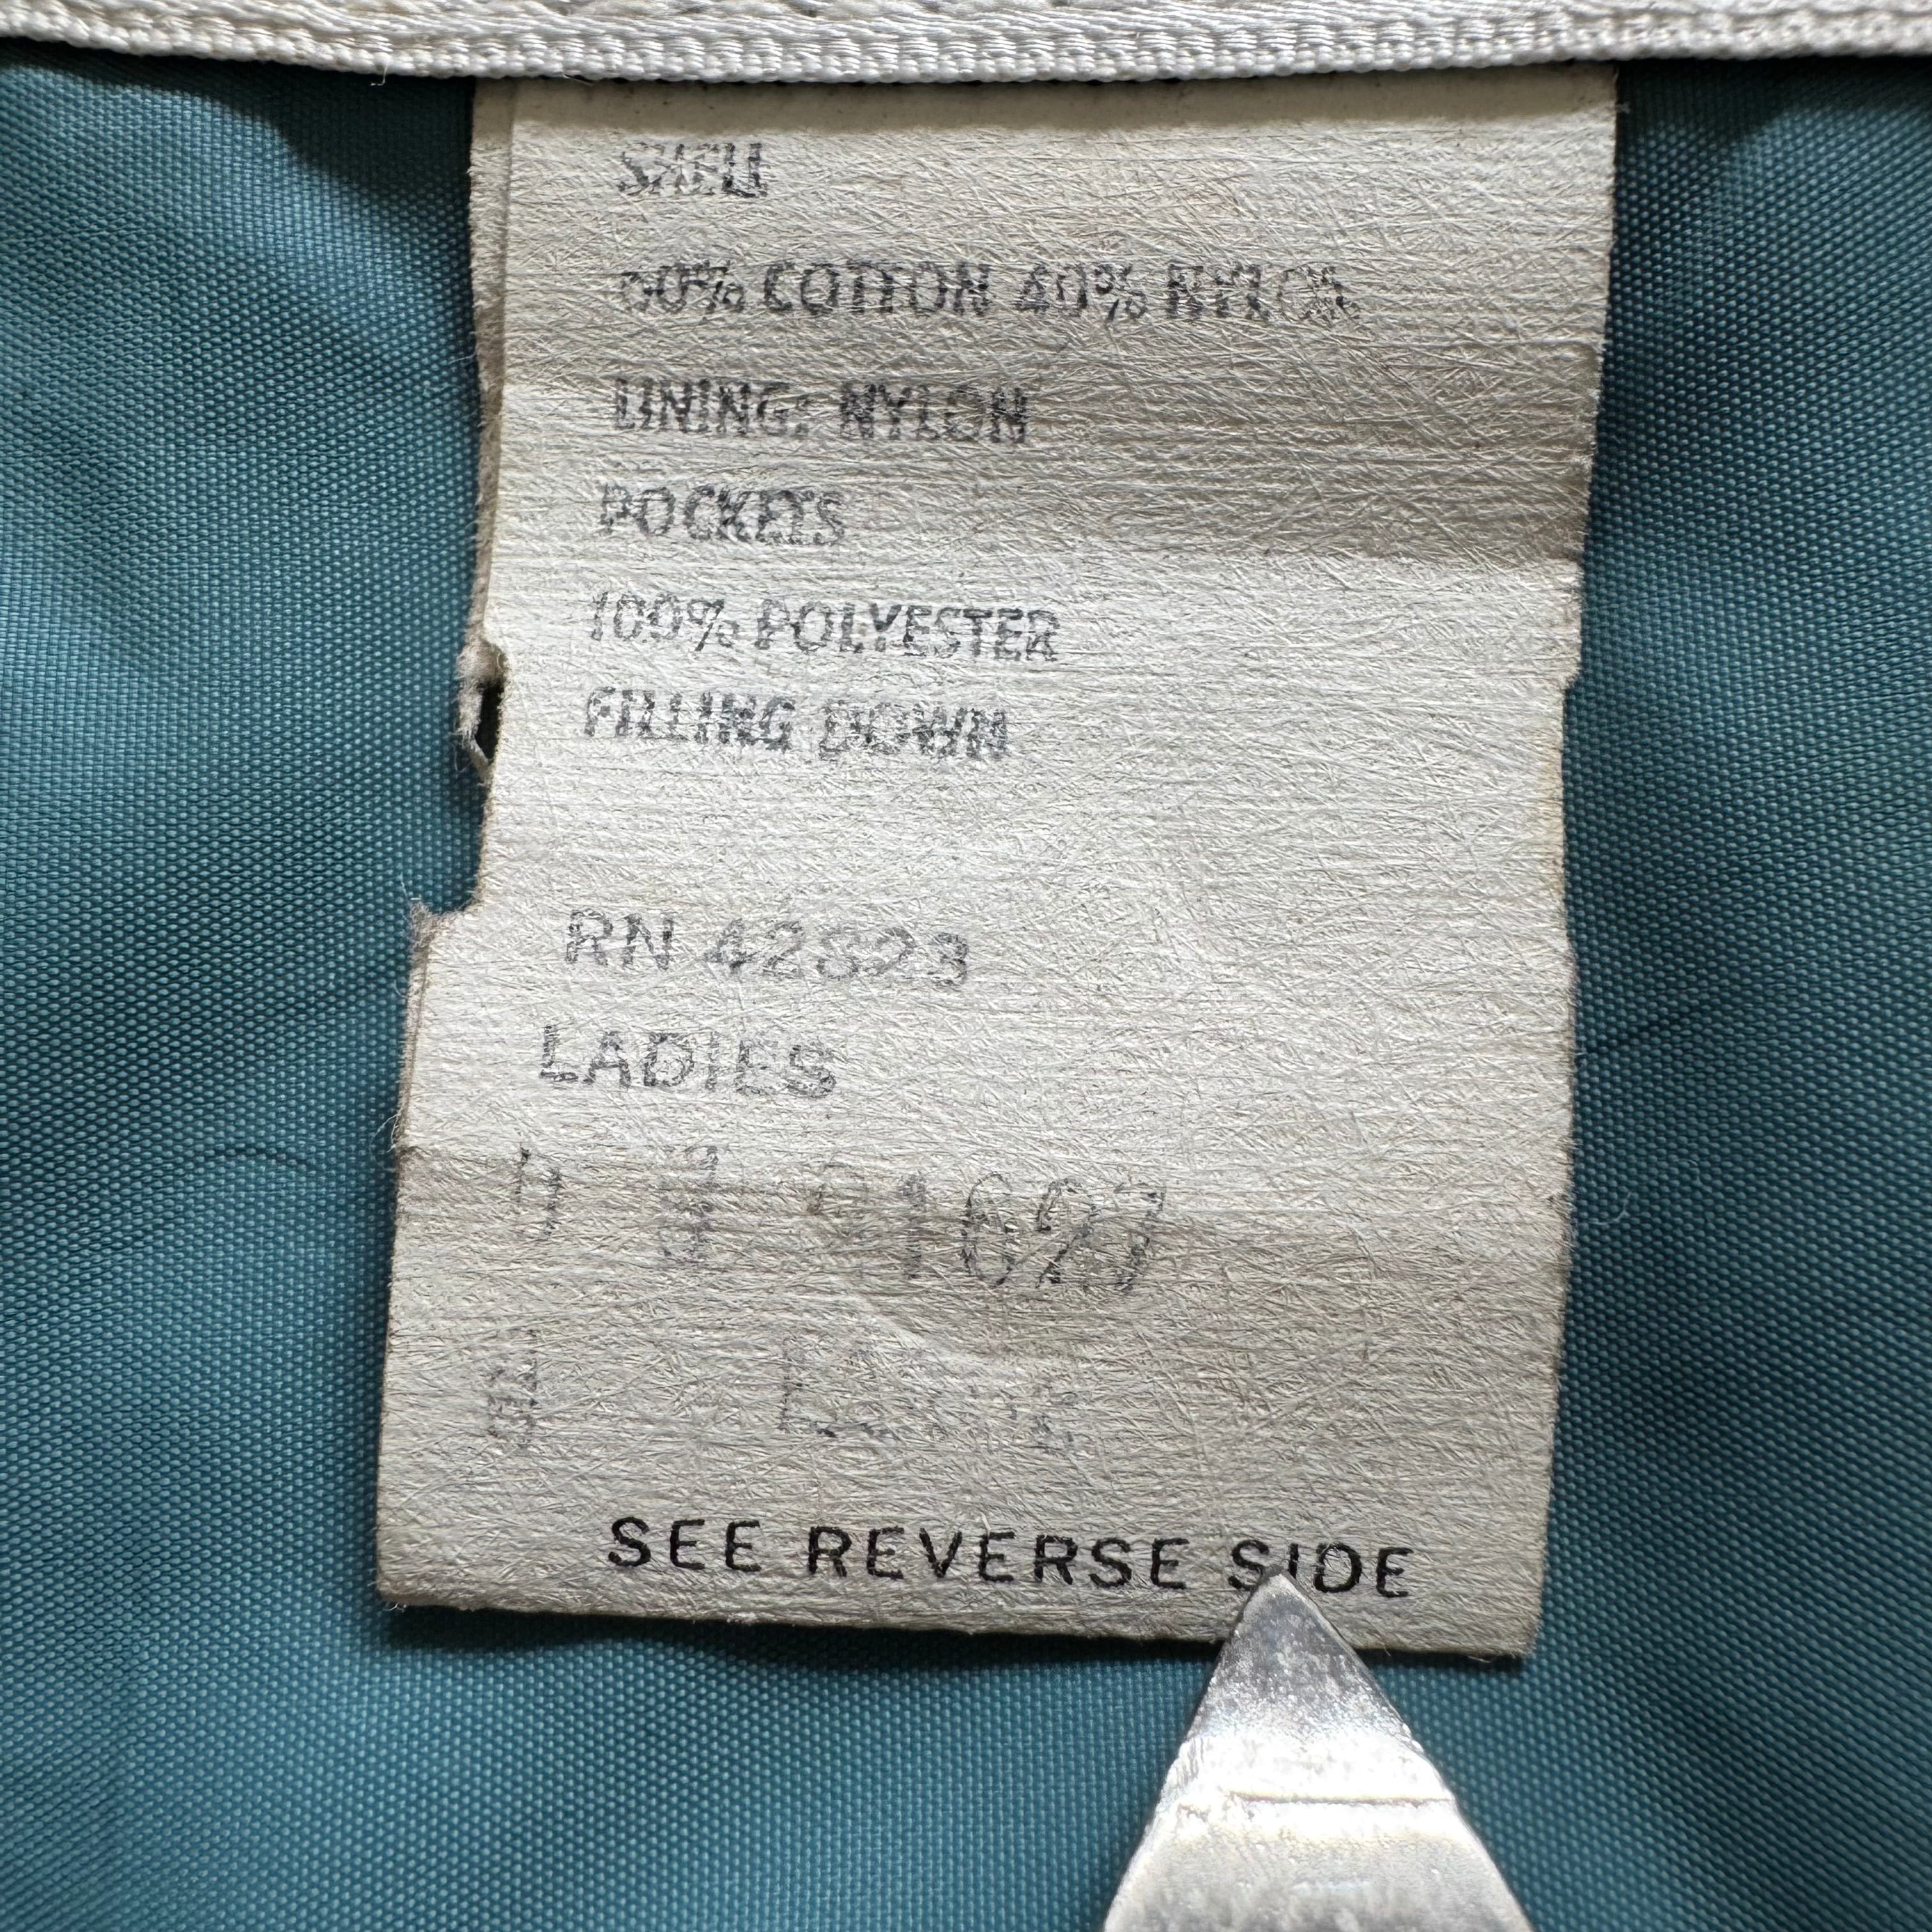 SHELL
60% COTTON 40% NYLON
LINING: NYLON
POCKETS
100% POLYESTER
FILLING DOWN
RN 42823
LADIES
SEE REVERSE SIDE